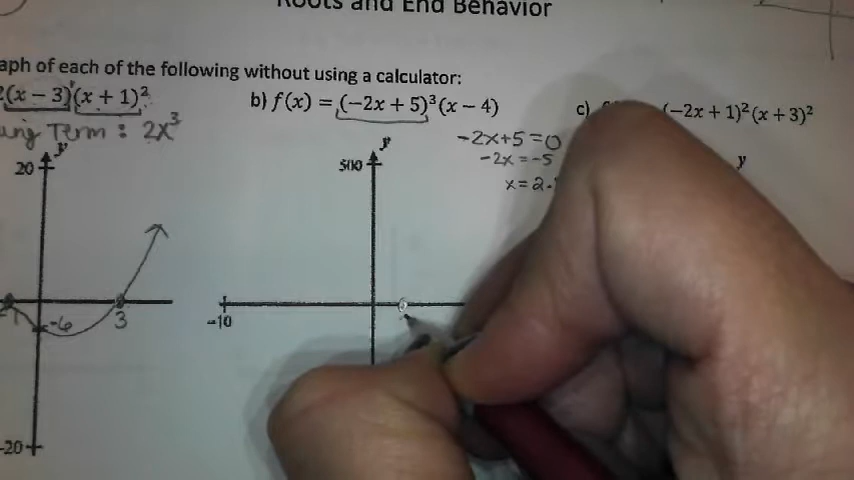 Roots and End Behavior
aph of each of the following without using a calculator:
(x − 3)(x + 1)²
b) f(x) = (−2x + 5)³(x − 4)
c) (−2x + 1)²(x + 3)²
Term : 2x³
-2x+5=0
-2x=-5
x=2.
y
20
-6
3
-20
y
500
-10
y